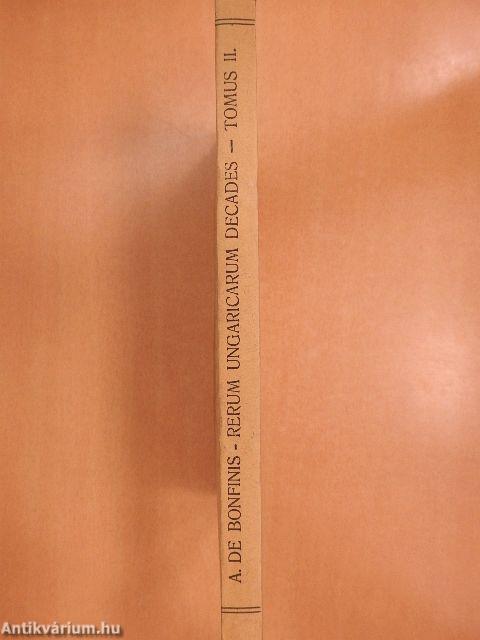 A. DE BONFINIS - RERUM UNGARICARUM DECADES — TOMUS II.
Antikvárium.hu